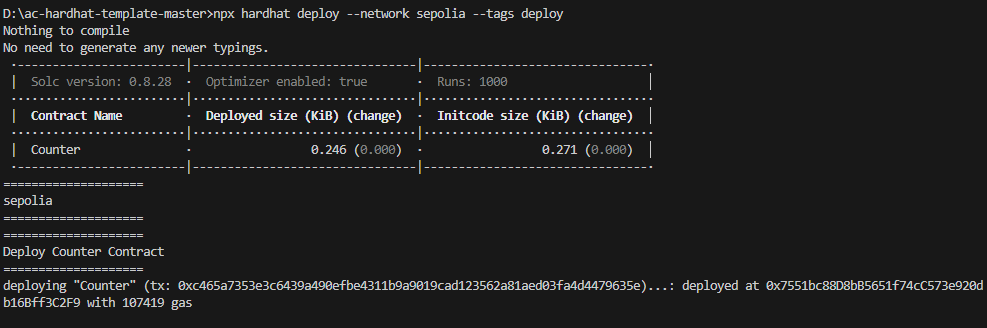 D:\ac-hardhat-template-master>npx hardhat deploy --network sepolia --tags deploy
Nothing to compile
No need to generate any newer typings.
Solc version: 0.8.28 · Optimizer enabled: true · Runs: 1000
Contract Name · Deployed size (KiB) (change) · Initcode size (KiB) (change)
Counter · 0.246 (0.000) · 0.271 (0.000)
====================
sepolia
====================
====================
Deploy Counter Contract
====================
deploying "Counter" (tx: 0xc465a7353e3c6439a490efbe4311b9a9019cad123562a81aed03fa4d4479635e)...: deployed at 0x7551bc88D8bB5651f74cC573e920d
b16Bff3C2F9 with 107419 gas